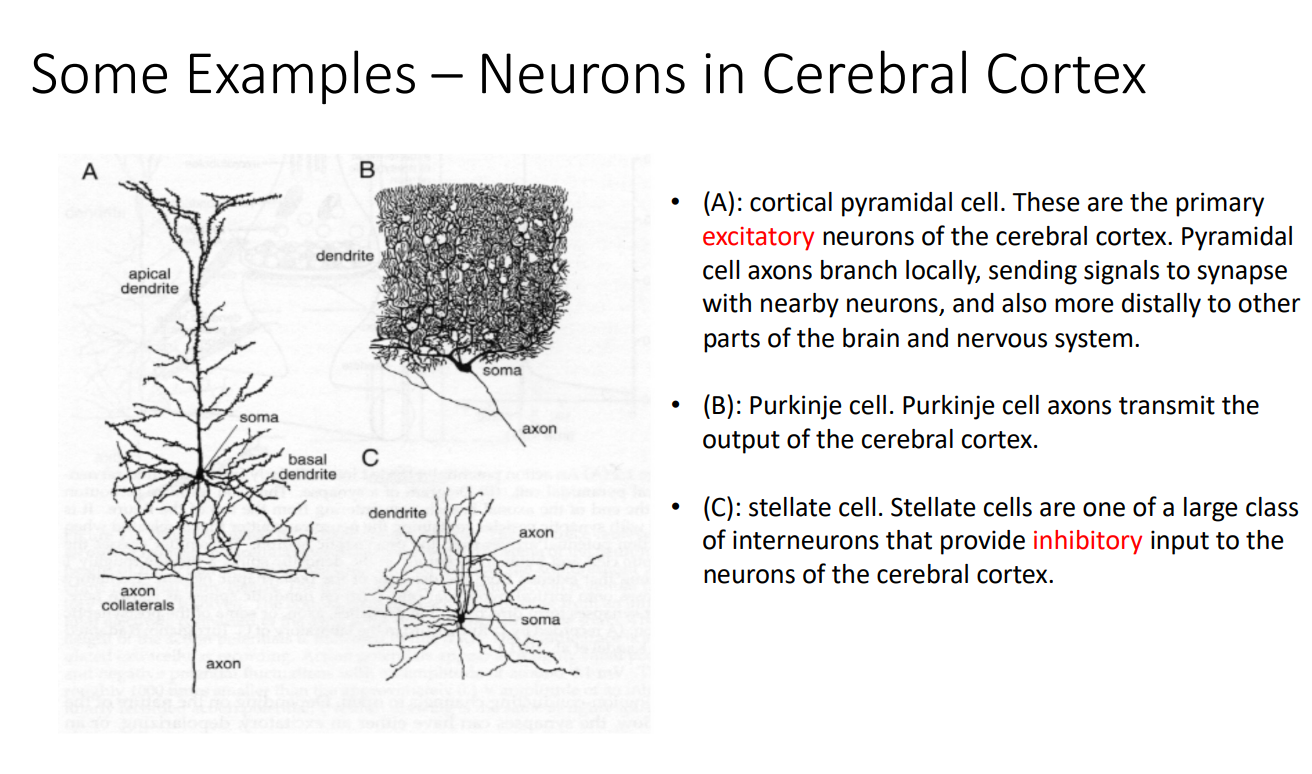 Some Examples – Neurons in Cerebral Cortex
A
apical
dendrite
soma
basal
dendrite
axon
collaterals
axon
B
dendrite
soma
axon
C
dendrite
axon
soma
• (A): cortical pyramidal cell. These are the primary
excitatory neurons of the cerebral cortex. Pyramidal
cell axons branch locally, sending signals to synapse
with nearby neurons, and also more distally to other
parts of the brain and nervous system.
• (B): Purkinje cell. Purkinje cell axons transmit the
output of the cerebral cortex.
• (C): stellate cell. Stellate cells are one of a large class
of interneurons that provide inhibitory input to the
neurons of the cerebral cortex.